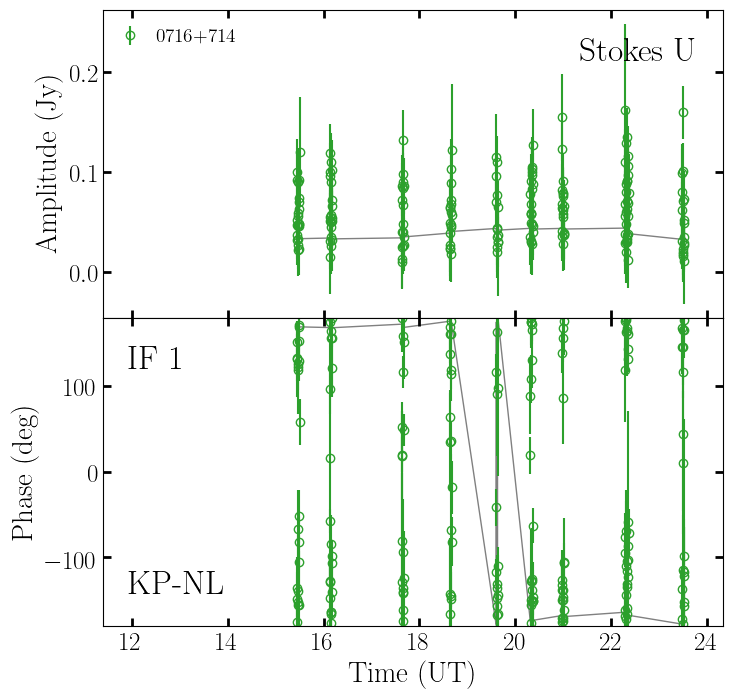 0716+714
Stokes U
0.2
0.1
0.0
Amplitude (Jy)
IF 1
100
0
−100
Phase (deg)
KP-NL
12 14 16 18 20 22 24
Time (UT)